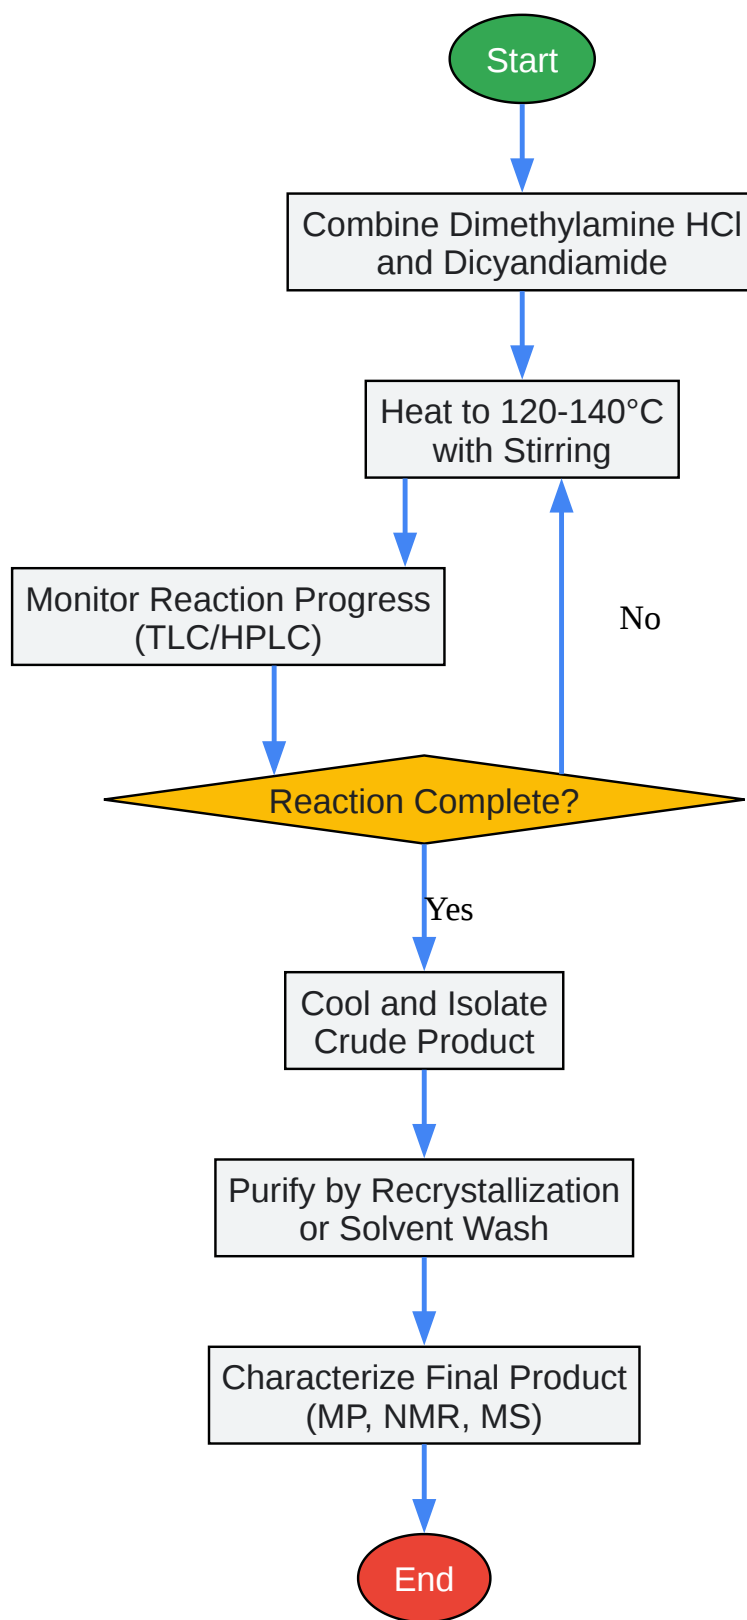 Start
Combine Dimethylamine HCl
and Dicyandiamide
Heat to 120-140°C
with Stirring
Monitor Reaction Progress
(TLC/HPLC)
No
Reaction Complete?
Yes
Cool and Isolate
Crude Product
Purify by Recrystallization
or Solvent Wash
Characterize Final Product
(MP, NMR, MS)
End